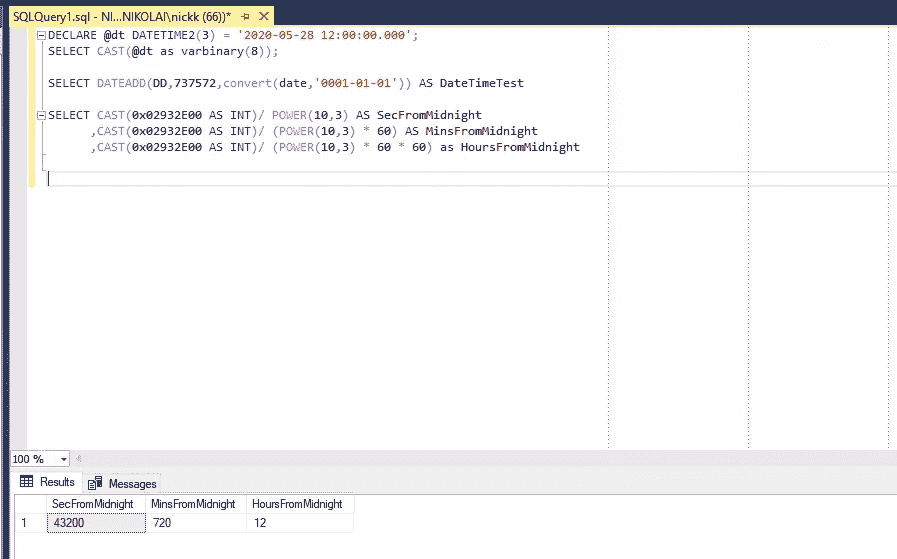 SQLQuery1.sql - NI...NIKOLAI\nickk (66))*
DECLARE @dt DATETIME2(3) = '2020-05-28 12:00:00.000';
SELECT CAST(@dt as varbinary(8));
SELECT DATEADD(DD,737572,convert(date,'0001-01-01')) AS DateTimeTest
SELECT CAST(0x02932E00 AS INT)/ POWER(10,3) AS SecFromMidnight
,CAST(0x02932E00 AS INT)/ (POWER(10,3) * 60) AS MinsFromMidnight
,CAST(0x02932E00 AS INT)/ (POWER(10,3) * 60 * 60) as HoursFromMidnight
100 %
Results Messages
SecFromMidnight MinsFromMidnight HoursFromMidnight
1 43200 720 12